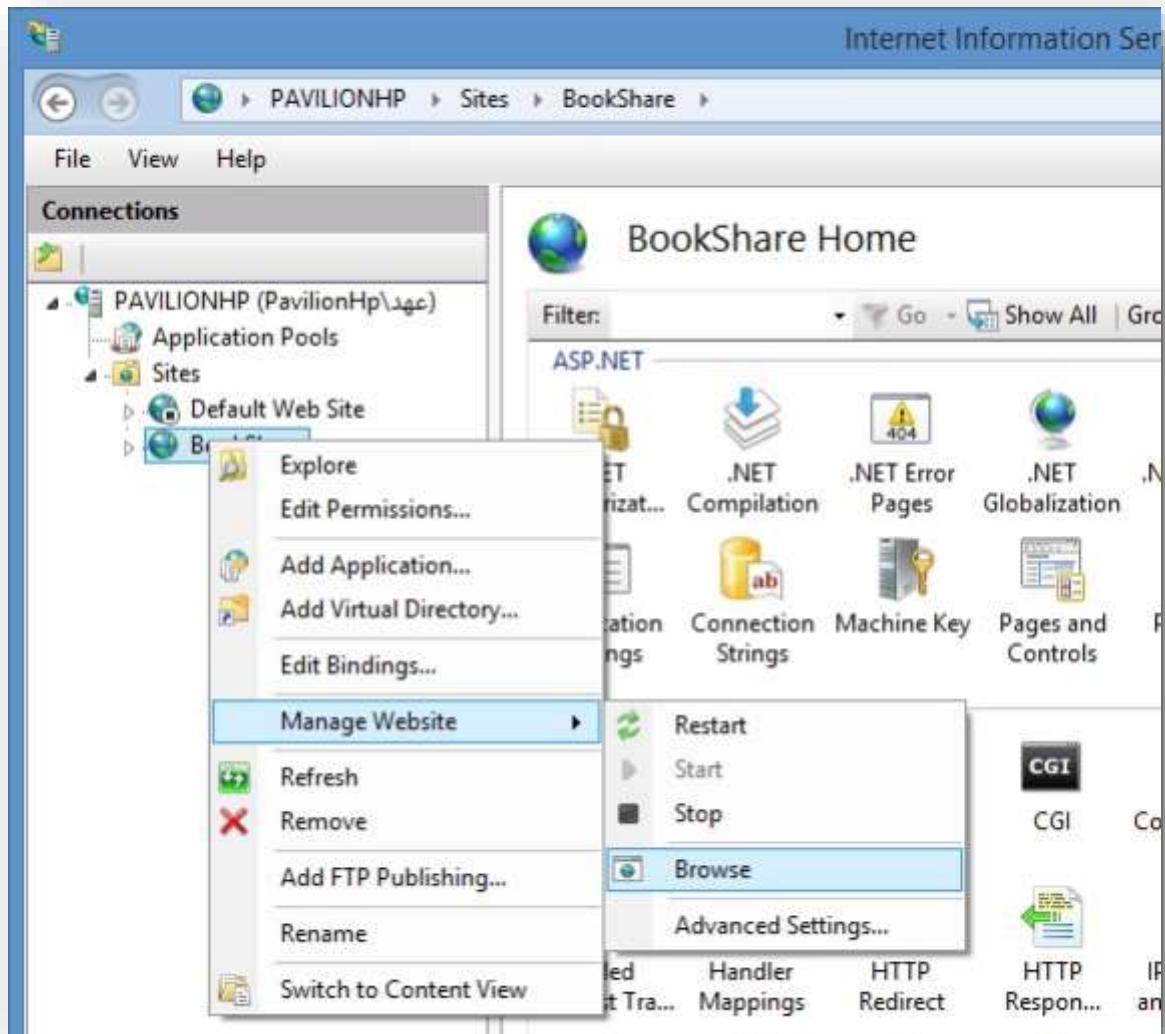 Internet Information Ser
PAVILIONHP Sites BookShare
File View Help
Connections
BookShare Home
PAVILIONHP (PavilionHp\عهد)
Application Pools
Sites
Default Web Site
Filter: Go Show All Gro
ASP.NET
.NET Compilation
.NET Error Pages
.NET Globalization
Explore
Edit Permissions...
Add Application...
Add Virtual Directory...
Edit Bindings...
Manage Website
Refresh
Remove
Add FTP Publishing...
Rename
Switch to Content View
404
ab
Connection Strings
Machine Key
Pages and Controls
Restart
Start
Stop
Browse
Advanced Settings...
CGI
CGI
Handler Mappings
HTTP Redirect
HTTP Respon...